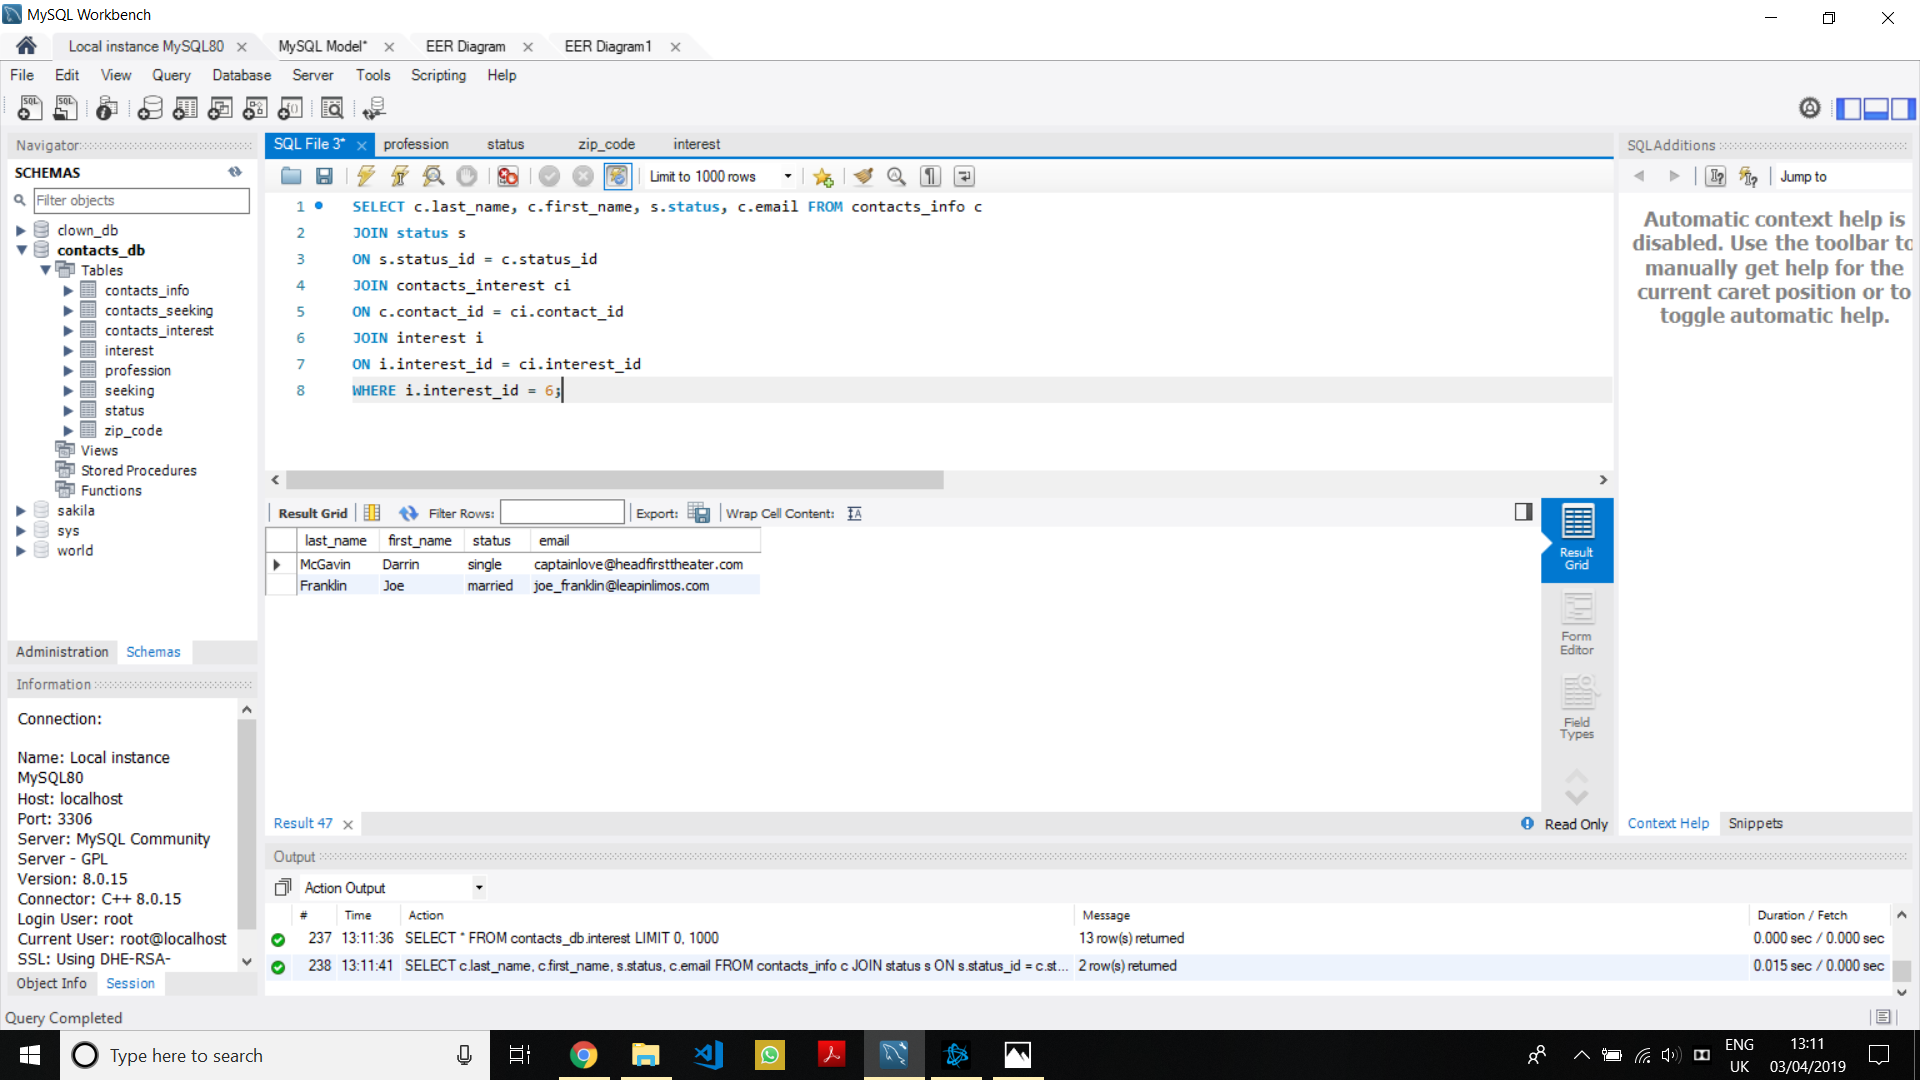 MySQL Workbench
Local instance MySQL80
MySQL Model*
EER Diagram
EER Diagram1
File Edit View Query Database Server Tools Scripting Help
Navigator
SCHEMAS
Filter objects
clown_db
contacts_db
Tables
contacts_info
contacts_seeking
contacts_interest
interest
profession
seeking
status
zip_code
Views
Stored Procedures
Functions
sakila
sys
world
Administration Schemas
Information
Connection:
Name: Local instance
MySQL80
Host: localhost
Port: 3306
Server: MySQL Community
Server - GPL
Version: 8.0.15
Connector: C++ 8.0.15
Login User: root
Current User: root@localhost
SSL: Using DHE-RSA-
Object Info Session
SQL File 3* profession status zip_code interest
Limit to 1000 rows
1 SELECT c.last_name, c.first_name, s.status, c.email FROM contacts_info c
2 JOIN status s
3 ON s.status_id = c.status_id
4 JOIN contacts_interest ci
5 ON c.contact_id = ci.contact_id
6 JOIN interest i
7 ON i.interest_id = ci.interest_id
8 WHERE i.interest_id = 6;
Result Grid Filter Rows: Export: Wrap Cell Content:
last_name first_name status email
McGavin Darrin single captainlove@headfirsttheater.com
Franklin Joe married joe_franklin@leapinlimos.com
Result
Grid
Form
Editor
Field
Types
Result 47
Read Only
SQLAdditions
Jump to
Automatic context help is
disabled. Use the toolbar to
manually get help for the
current caret position or to
toggle automatic help.
Context Help Snippets
Output
Action Output
# Time Action Message Duration / Fetch
237 13:11:36 SELECT * FROM contacts_db.interest LIMIT 0, 1000 13 row(s) returned 0.000 sec / 0.000 sec
238 13:11:41 SELECT c.last_name, c.first_name, s.status, c.email FROM contacts_info c JOIN status s ON s.status_id = c.st... 2 row(s) returned 0.015 sec / 0.000 sec
Query Completed
Type here to search
ENG
UK
13:11
03/04/2019